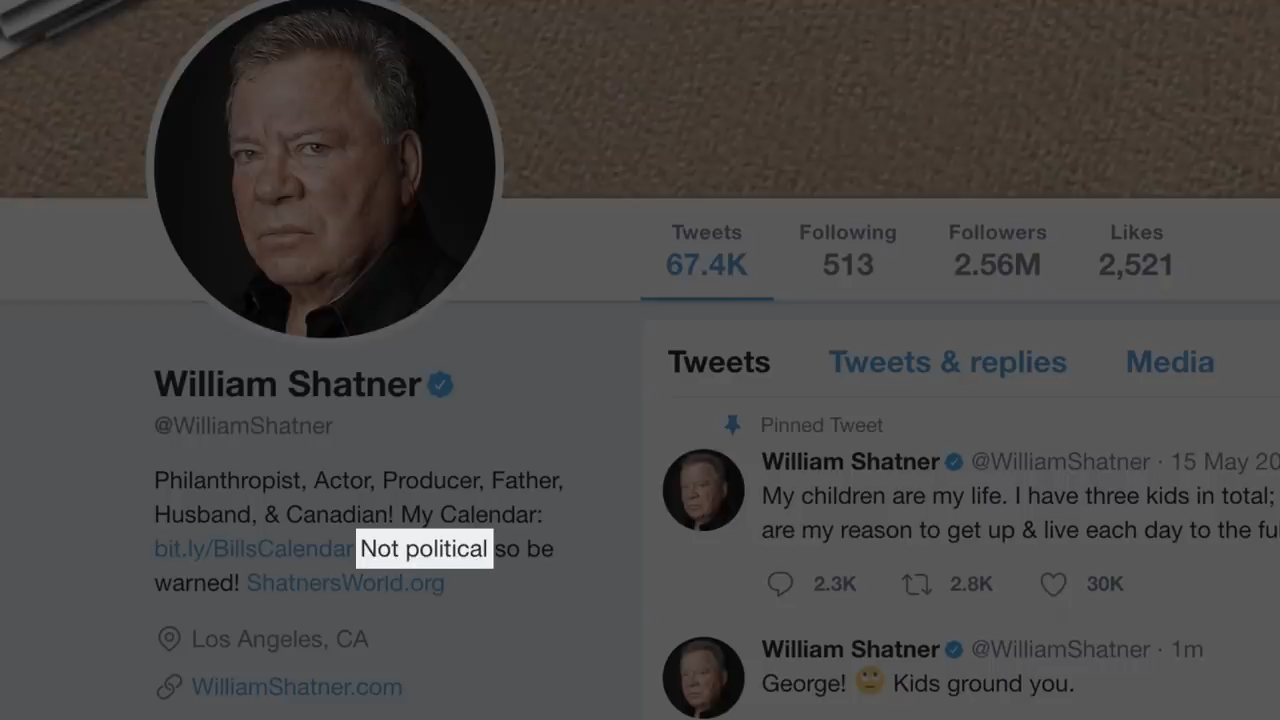 Tweets Following Followers Likes
67.4K 513 2.56M 2,521
William Shatner
@WilliamShatner
Philanthropist, Actor, Producer, Father,
Husband, & Canadian! My Calendar:
bit.ly/BillsCalendar Not political so be
warned! ShatnersWorld.org
Los Angeles, CA
WilliamShatner.com
Tweets Tweets & replies Media
Pinned Tweet
William Shatner @WilliamShatner · 15 May 20
My children are my life. I have three kids in total;
are my reason to get up & live each day to the fu
2.3K 2.8K 30K
William Shatner @WilliamShatner · 1m
George! 🙄 Kids ground you.